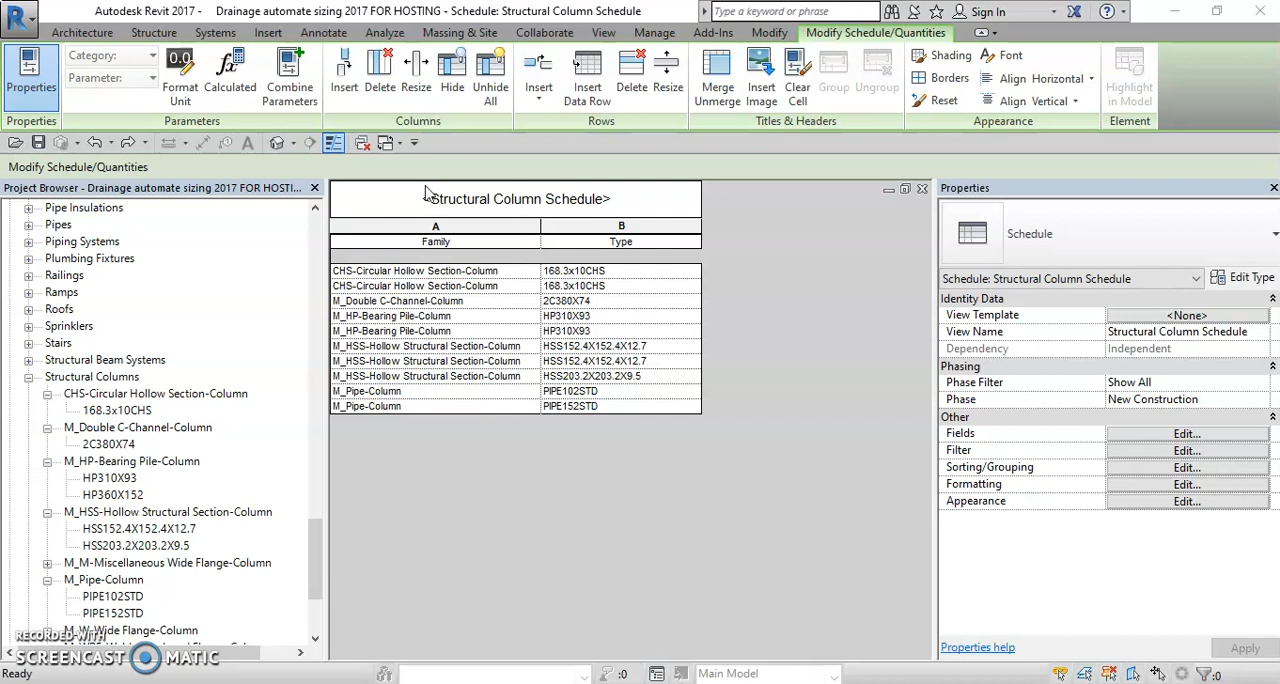 Autodesk Revit 2017 - Drainage automate sizing 2017 FOR HOSTING - Schedule: Structural Column Schedule Type a keyword or phrase Sign In
Architecture Structure Systems Insert Annotate Analyze Massing & Site Collaborate View Manage Add-Ins Modify Modify Schedule/Quantities
Properties
Category:
Parameter:
Format Unit
Calculated
Combine Parameters
Insert
Delete
Resize
Hide
Unhide All
Insert
Insert Data Row
Delete
Resize
Merge Unmerge
Insert Image
Clear Cell
Group
Ungroup
Shading
Borders
Reset
Font
Align Horizontal
Align Vertical
Highlight in Model
Properties Parameters Columns Rows Titles & Headers Appearance Element
Modify Schedule/Quantities
Project Browser - Drainage automate sizing 2017 FOR HOSTI...
Pipe Insulations
Pipes
Piping Systems
Plumbing Fixtures
Railings
Ramps
Roofs
Sprinklers
Stairs
Structural Beam Systems
Structural Columns
CHS-Circular Hollow Section-Column
168.3x10CHS
M_Double C-Channel-Column
2C380X74
M_HP-Bearing Pile-Column
HP310X93
HP360X152
M_HSS-Hollow Structural Section-Column
HSS152.4X152.4X12.7
HSS203.2X203.2X9.5
M_M-Miscellaneous Wide Flange-Column
M_Pipe-Column
PIPE102STD
PIPE152STD
M_W-Wide Flange-Column
RECORDED WITH
SCREENCAST MATIC
<Structural Column Schedule>
A B
Family Type
CHS-Circular Hollow Section-Column 168.3x10CHS
CHS-Circular Hollow Section-Column 168.3x10CHS
M_Double C-Channel-Column 2C380X74
M_HP-Bearing Pile-Column HP310X93
M_HP-Bearing Pile-Column HP310X93
M_HSS-Hollow Structural Section-Column HSS152.4X152.4X12.7
M_HSS-Hollow Structural Section-Column HSS152.4X152.4X12.7
M_HSS-Hollow Structural Section-Column HSS203.2X203.2X9.5
M_Pipe-Column PIPE102STD
M_Pipe-Column PIPE152STD
Properties
Schedule
Schedule: Structural Column Schedule Edit Type
Identity Data
View Template <None>
View Name Structural Column Schedule
Dependency Independent
Phasing
Phase Filter Show All
Phase New Construction
Other
Fields Edit...
Filter Edit...
Sorting/Grouping Edit...
Formatting Edit...
Appearance Edit...
Properties help Apply
Ready :0 Main Model :0